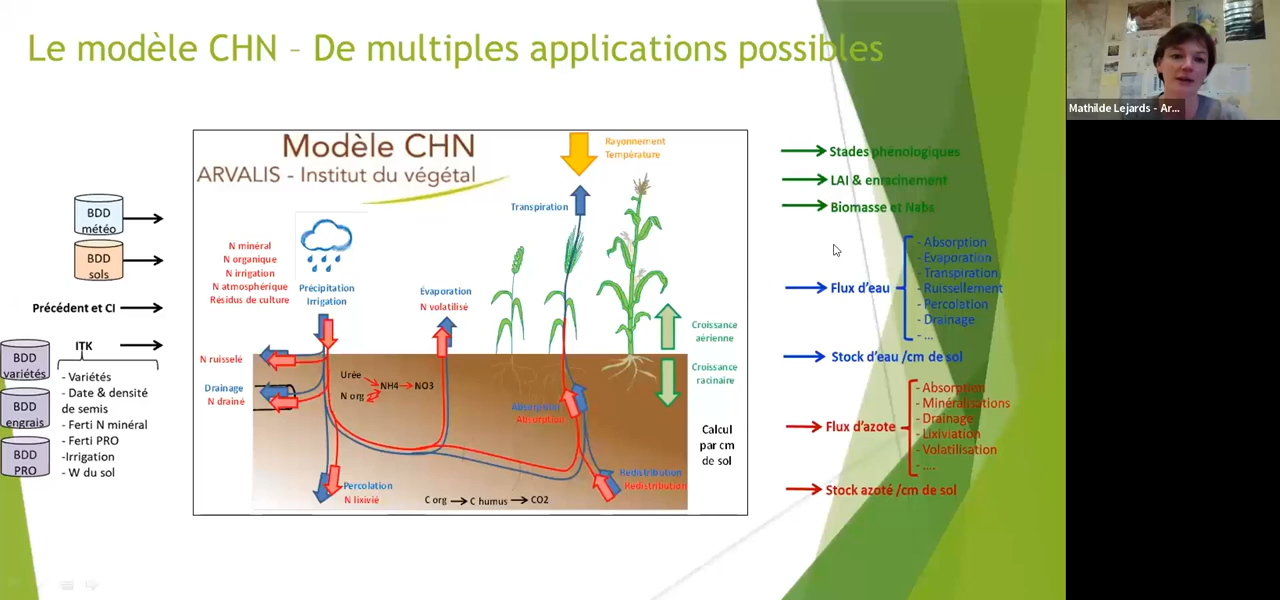 Le modèle CHN – De multiples applications possibles
Mathilde Lejards - Ar...
BDD
météo
BDD
sols
Précédent et CI
ITK
BDD
variétés
BDD
engrais
BDD
PRO
- Variétés
- Date & densité
de semis
- Ferti N minéral
- Ferti PRO
-Irrigation
- W du sol
Modèle CHN
ARVALIS - Institut du végétal
Rayonnement
Température
Transpiration
N minéral
N organique
N irrigation
N atmosphérique
Résidus de culture
Précipitation
Irrigation
Évaporation
N volatilisé
Croissance
aérienne
Croissance
racinaire
N ruisselé
Drainage
N drainé
Urée
N org
NH4
NO3
Absorption
Absorption
Calcul
par cm
de sol
Redistribution
Redistribution
Percolation
N lixivié
C org
C humus
CO2
Stades phénologiques
LAI & enracinement
Biomasse et Nabs
Flux d'eau
- Absorption
- Evaporation
- Transpiration
- Ruissellement
- Percolation
- Drainage
- ...
Stock d'eau /cm de sol
Flux d'azote
- Absorption
- Minéralisations
- Drainage
- Lixiviation
- Volatilisation
- ....
Stock azoté /cm de sol